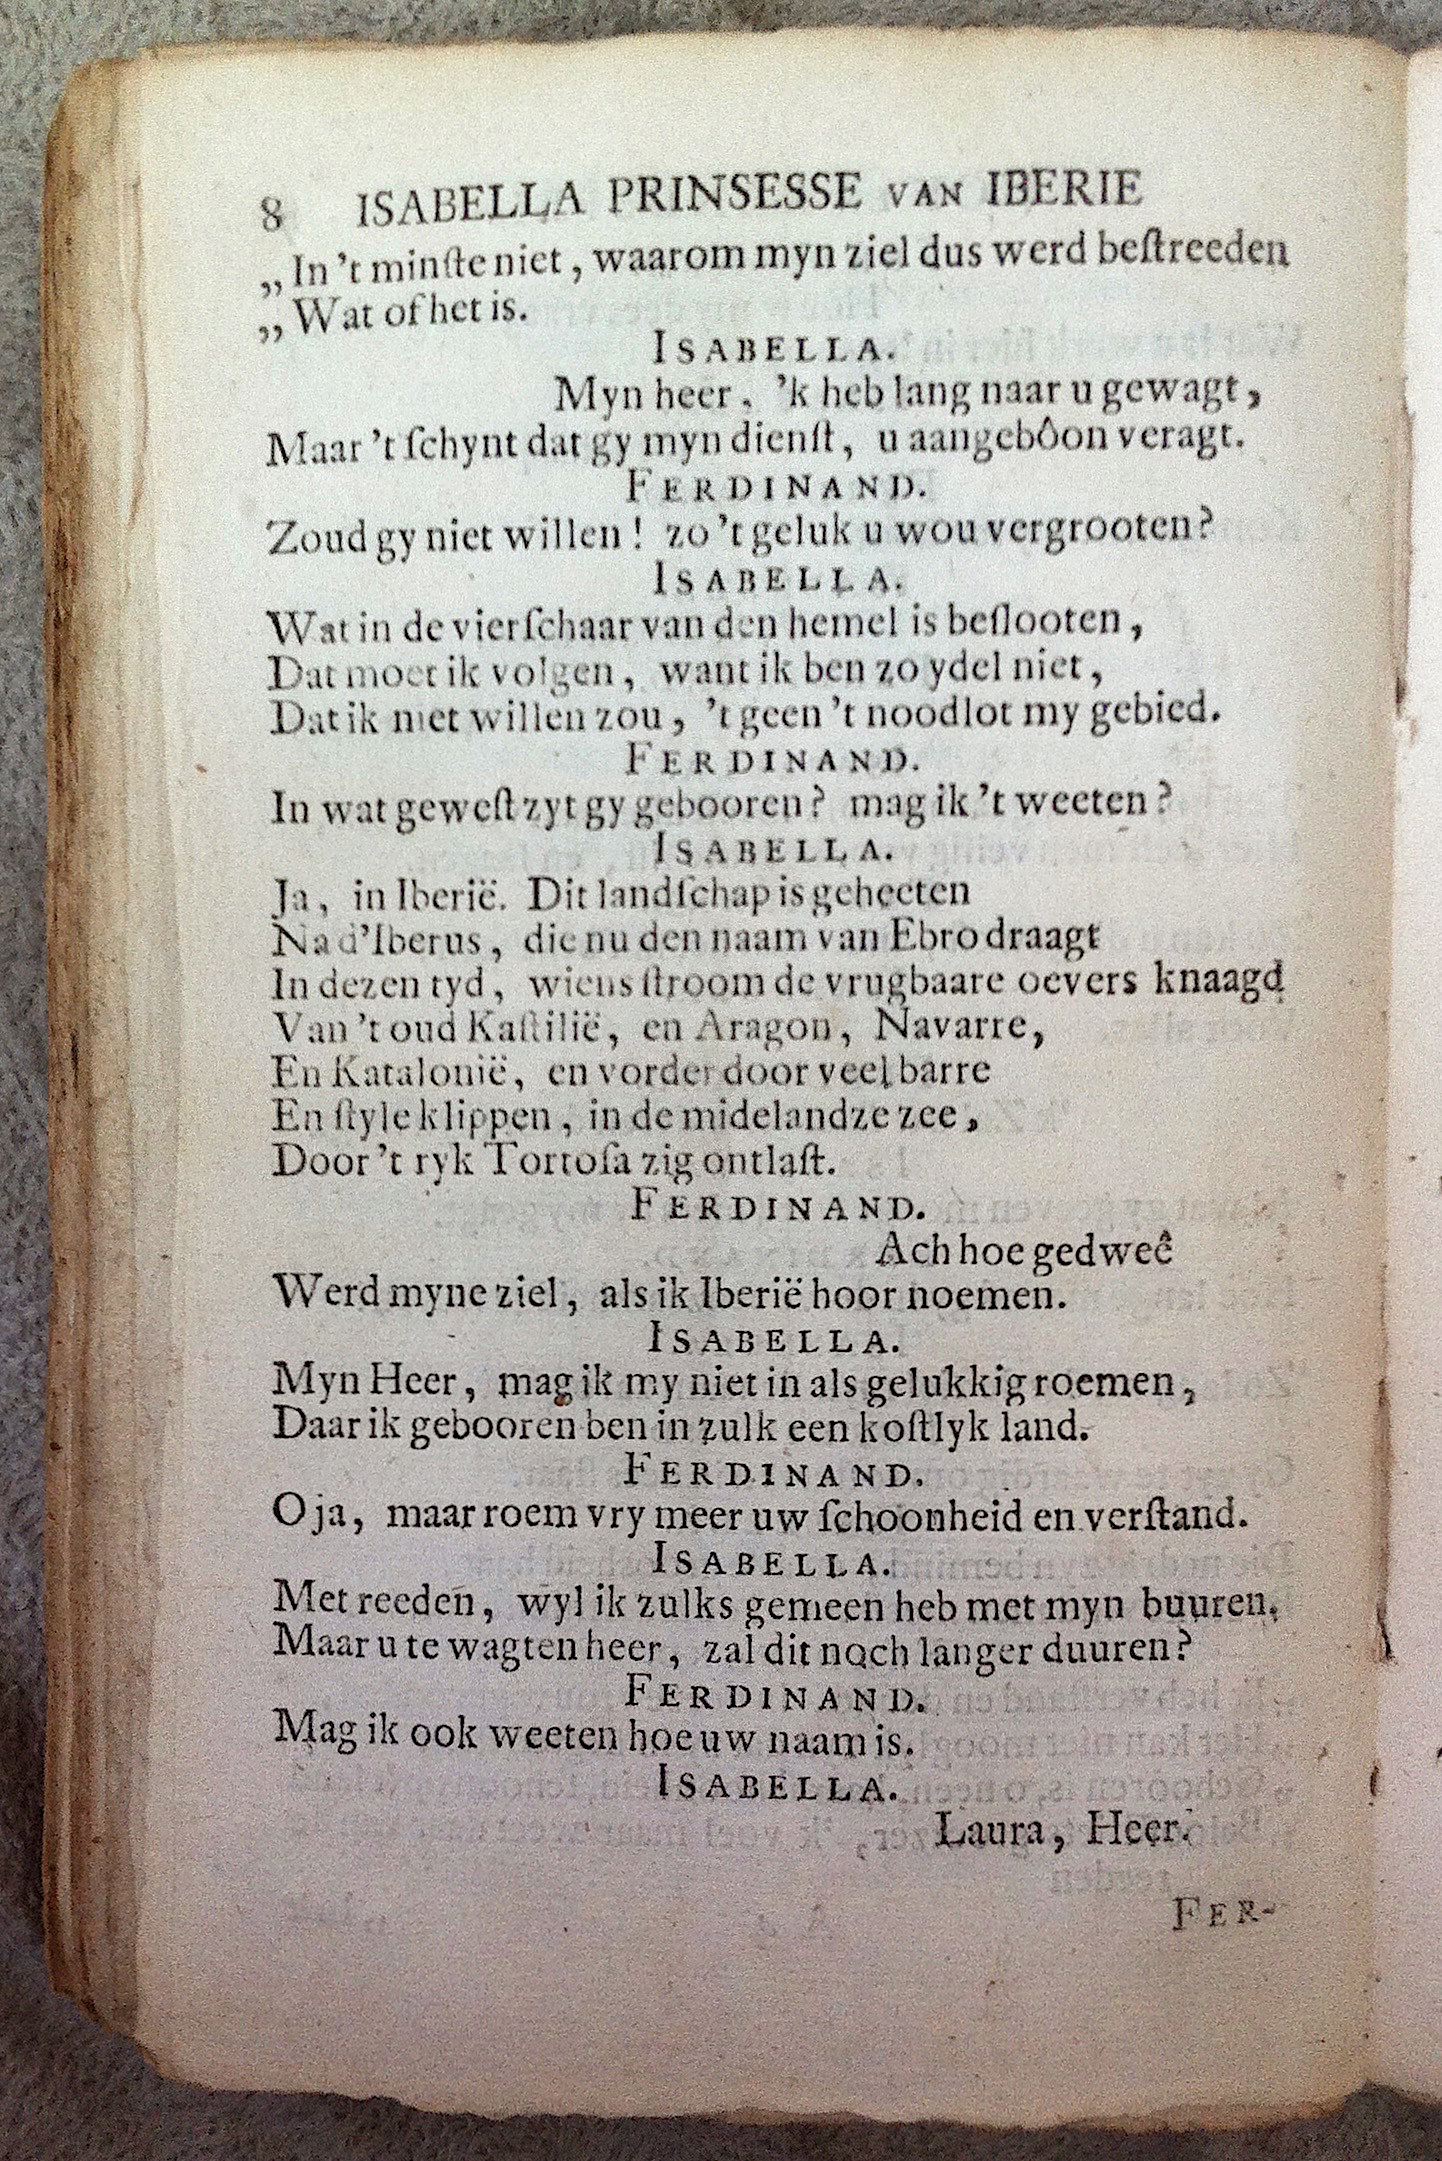 8 ISABELLA PRINSESSE VAN IBERIE
„In 't minſte niet, waarom myn ziel dus werd beſtreeden
„Wat of het is.
ISABELLA.
Myn heer, 'k heb lang naar u gewagt,
Maar 't ſchynt dat gy myn dienſt, u aangebôon veragt.
FERDINAND.
Zoud gy niet willen! zo 't geluk u wou vergrooten?
ISABELLA.
Wat in de vierſchaar van den hemel is beſlooten,
Dat moet ik volgen, want ik ben zo ydel niet,
Dat ik niet willen zou, 't geen 't noodlot my gebied.
FERDINAND.
In wat geweſt zyt gy gebooren? mag ik 't weeten?
ISABELLA.
Ja, in Iberië. Dit landſchap is geheeten
Na d'Iberus, die nu den naam van Ebro draagt
In dezen tyd, wiens ſtroom de vrugbaare oevers knaagd
Van 't oud Kaſtilië, en Aragon, Navarre,
En Katalonië, en vorder door veel barre
En ſtyle klippen, in de midelandze zee,
Door 't ryk Tortoſa zig ontlaſt.
FERDINAND.
Ach hoe gedweê
Werd myne ziel, als ik Iberië hoor noemen.
ISABELLA.
Myn Heer, mag ik my niet in als gelukkig roemen,
Daar ik gebooren ben in zulk een koſtlyk land.
FERDINAND.
O ja, maar roem vry meer uw ſchoonheid en verſtand.
ISABELLA.
Met reeden, wyl ik zulks gemeen heb met myn buuren,
Maar u te wagten heer, zal dit noch langer duuren?
FERDINAND.
Mag ik ook weeten hoe uw naam is.
ISABELLA.
Laura, Heer.
FER-